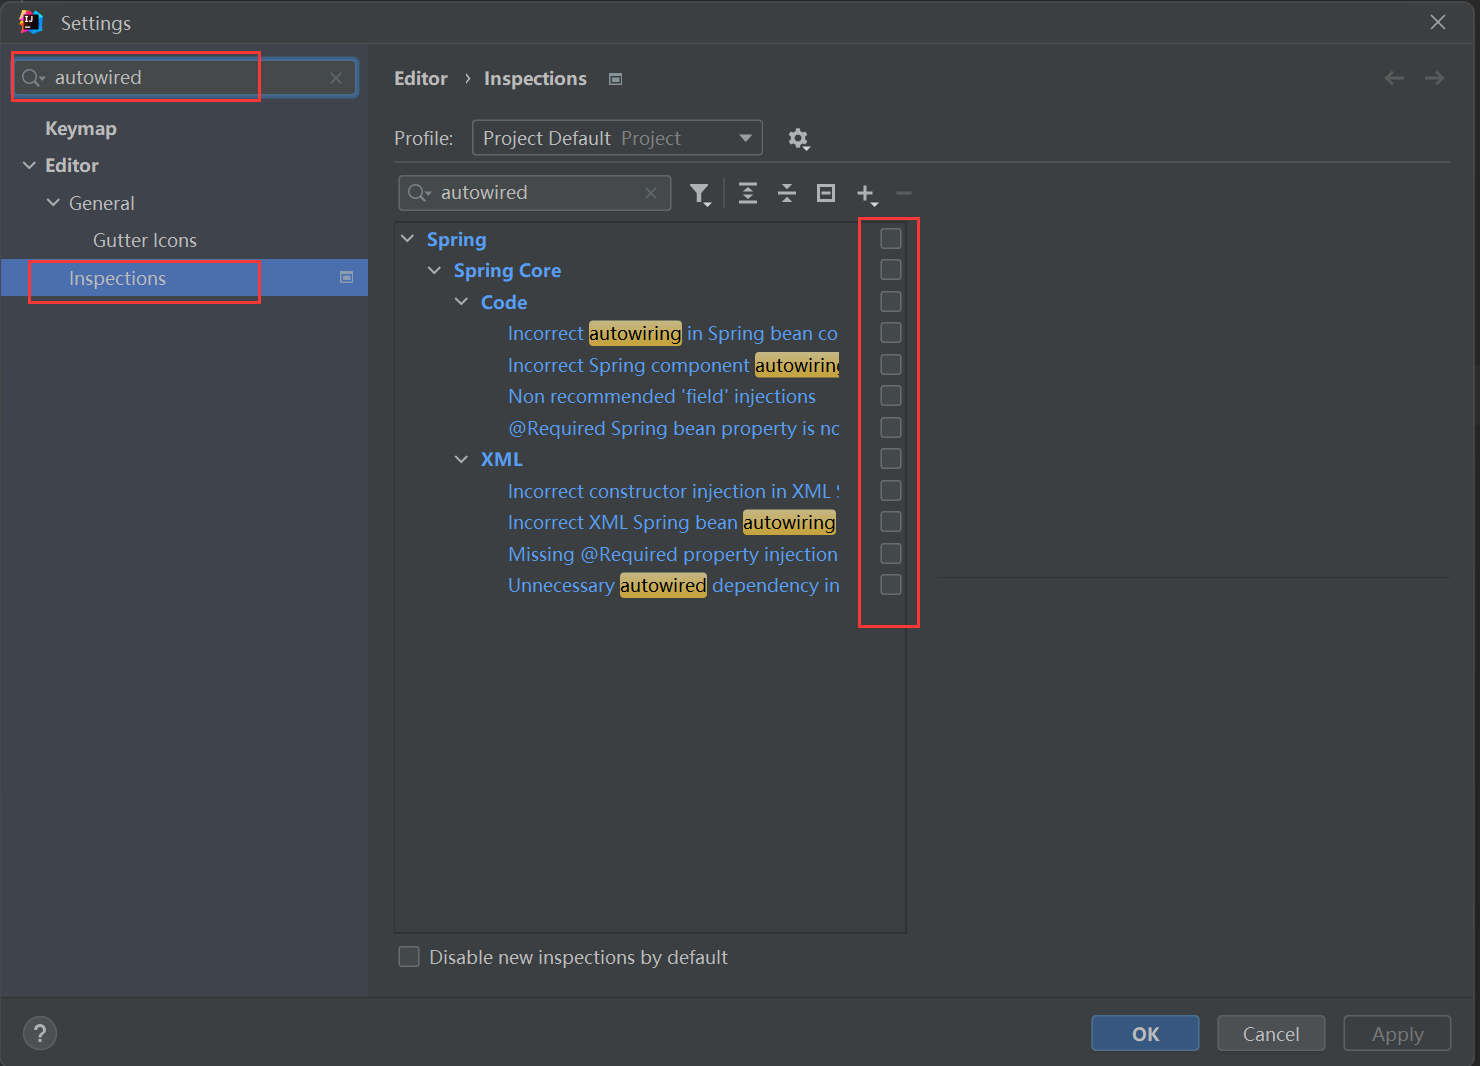 Settings
autowired
Keymap
Editor
General
Gutter Icons
Inspections
Editor › Inspections
Profile: Project Default Project
autowired
Spring
Spring Core
Code
Incorrect autowiring in Spring bean co
Incorrect Spring component autowiring
Non recommended 'field' injections
@Required Spring bean property is no
XML
Incorrect constructor injection in XML S
Incorrect XML Spring bean autowiring
Missing @Required property injection
Unnecessary autowired dependency in
Disable new inspections by default
?
OK Cancel Apply